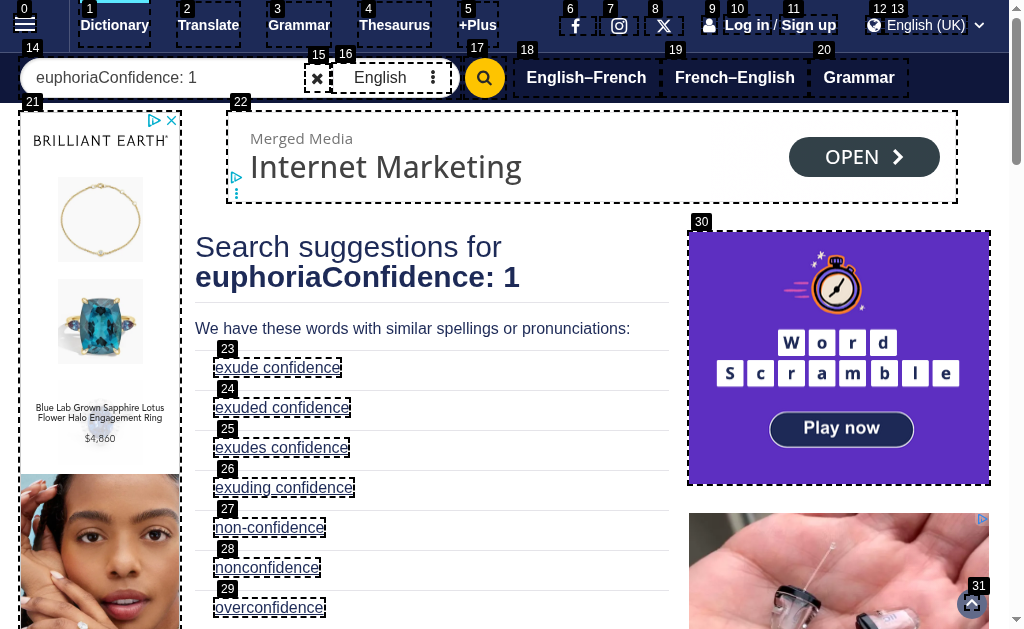 0 1 2 3 4 5 6 7 8 9 10 11 12 13
Dictionary Translate Grammar Thesaurus +Plus Log in / Sign up English (UK)
14 15 16 17 18 19 20
euphoriaConfidence: 1 English English–French French–English Grammar
21 22
BRILLIANT EARTH
Blue Lab Grown Sapphire Lotus
Flower Halo Engagement Ring
$4,860
Merged Media
Internet Marketing
OPEN
Search suggestions for
euphoriaConfidence: 1
We have these words with similar spellings or pronunciations:
23
exude confidence
24
exuded confidence
25
exudes confidence
26
exuding confidence
27
non-confidence
28
nonconfidence
29
overconfidence
30
Word
Scramble
Play now
31